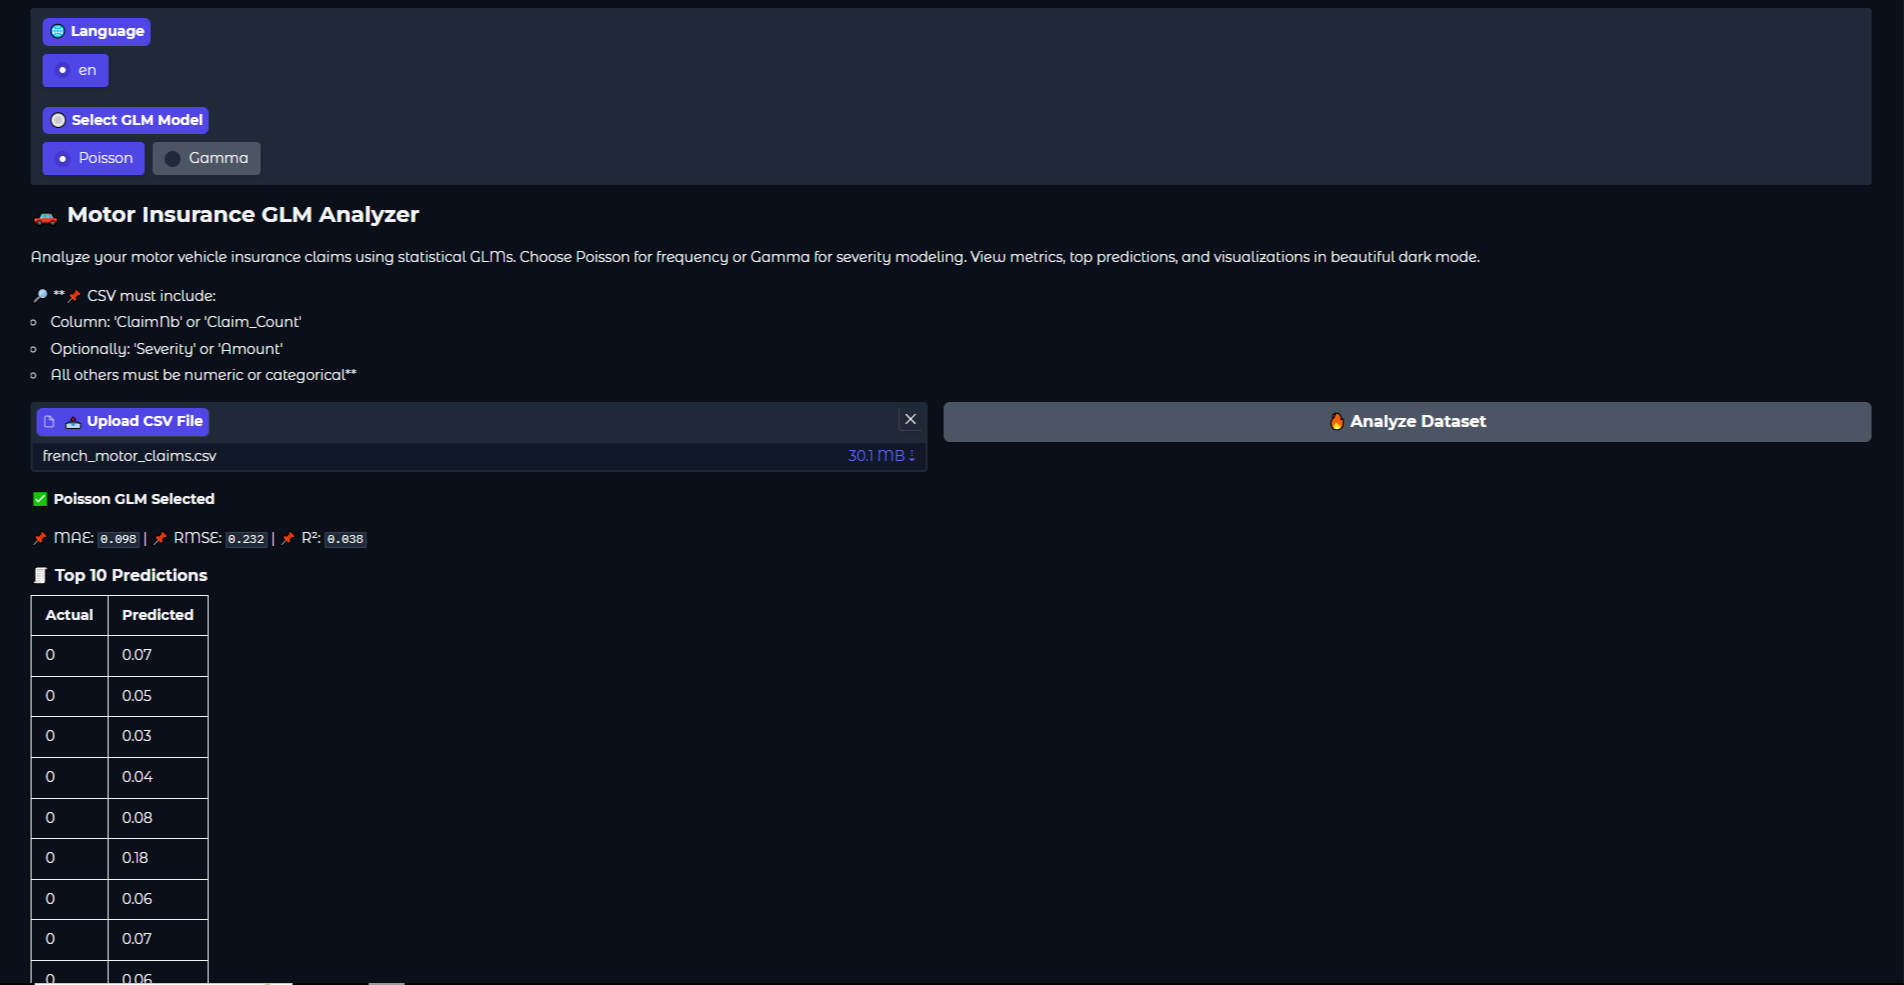 🌐 Language
en
Select GLM Model
Poisson Gamma
🚗 Motor Insurance GLM Analyzer
Analyze your motor vehicle insurance claims using statistical GLMs. Choose Poisson for frequency or Gamma for severity modeling. View metrics, top predictions, and visualizations in beautiful dark mode.
🔎 **📌 CSV must include:
Column: 'ClaimNb' or 'Claim_Count'
Optionally: 'Severity' or 'Amount'
All others must be numeric or categorical**
📤 Upload CSV File
🔥 Analyze Dataset
french_motor_claims.csv 30.1 MB ⇣
✅ Poisson GLM Selected
📌 MAE: 0.098 | 📌 RMSE: 0.232 | 📌 R²: 0.038
🧾 Top 10 Predictions
Actual Predicted
0 0.07
0 0.05
0 0.03
0 0.04
0 0.08
0 0.18
0 0.06
0 0.07
0 0.06